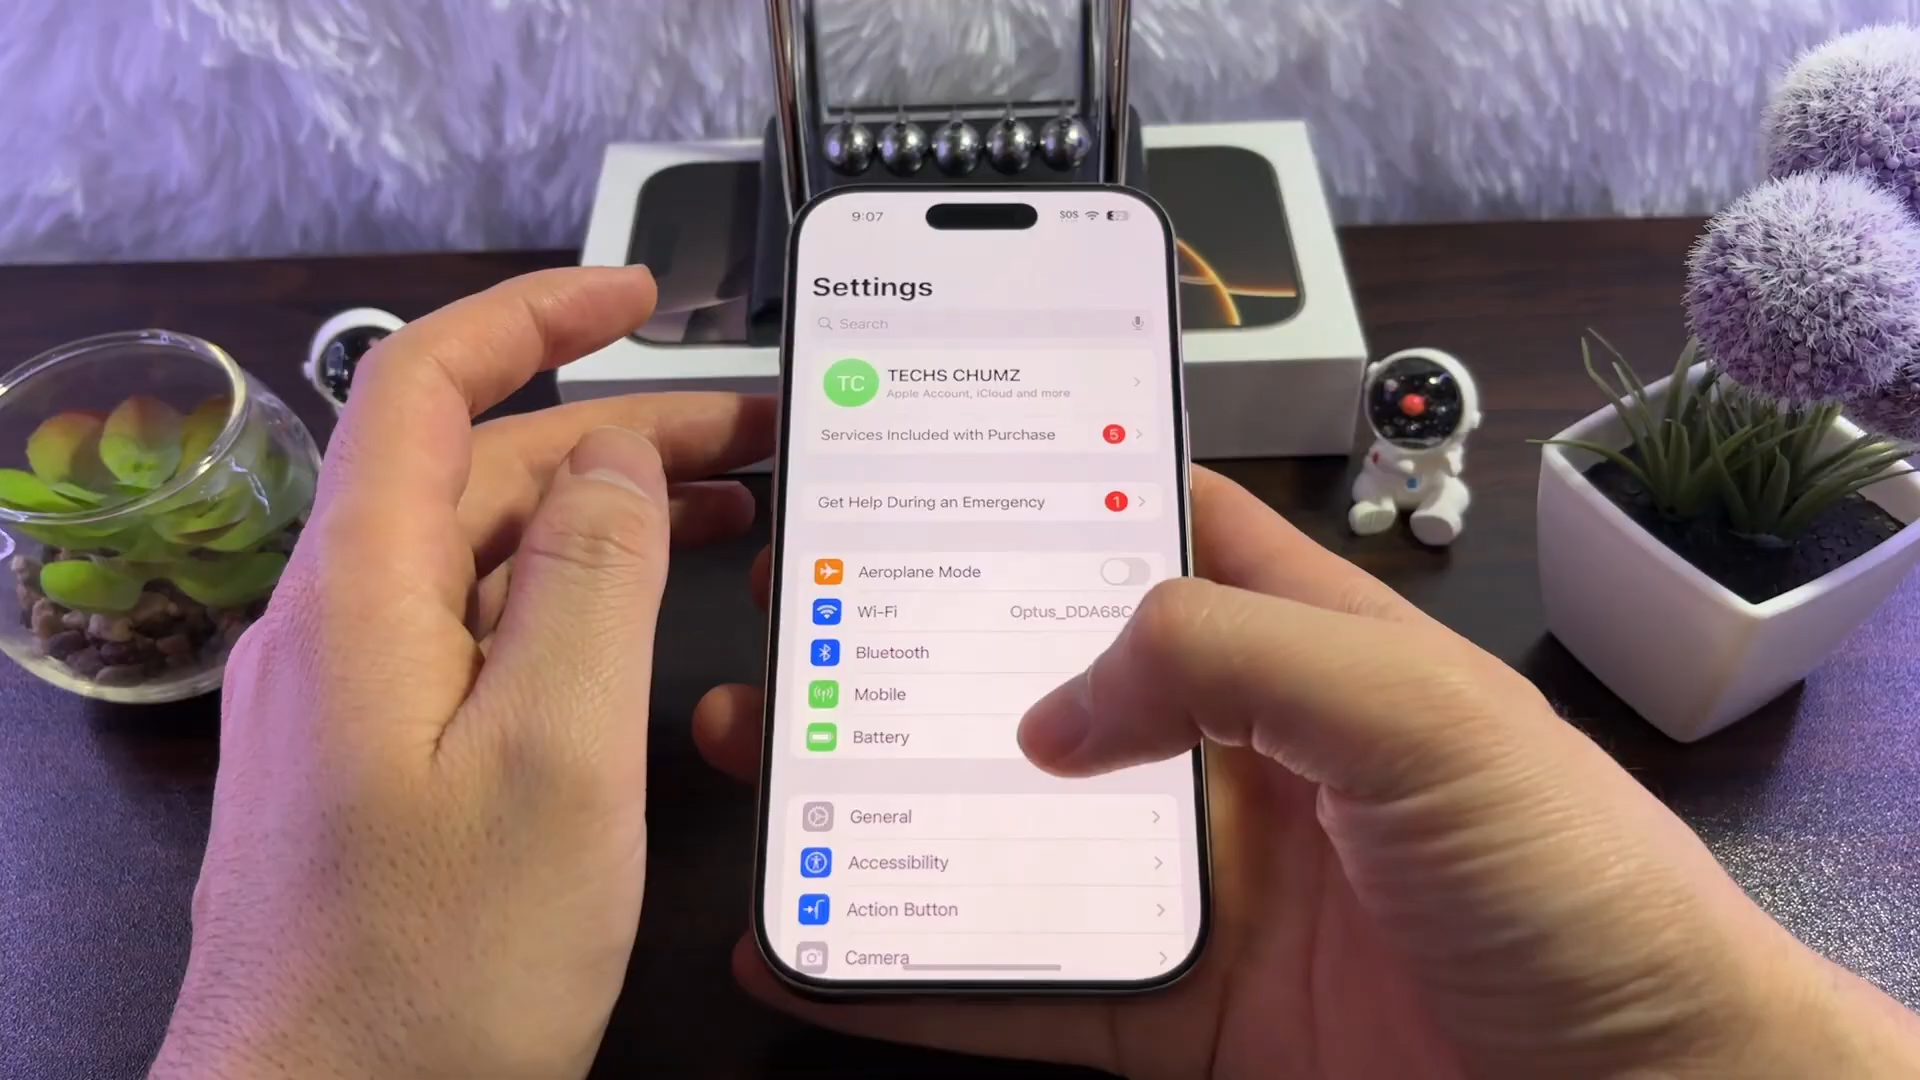 9:07 SOS
Settings
Search
TC
TECHS CHUMZ
Apple Account, iCloud and more
Services Included with Purchase 5
Get Help During an Emergency 1
Aeroplane Mode
Wi-Fi Optus_DDA68C
Bluetooth
Mobile
Battery
General
Accessibility
Action Button
Camera